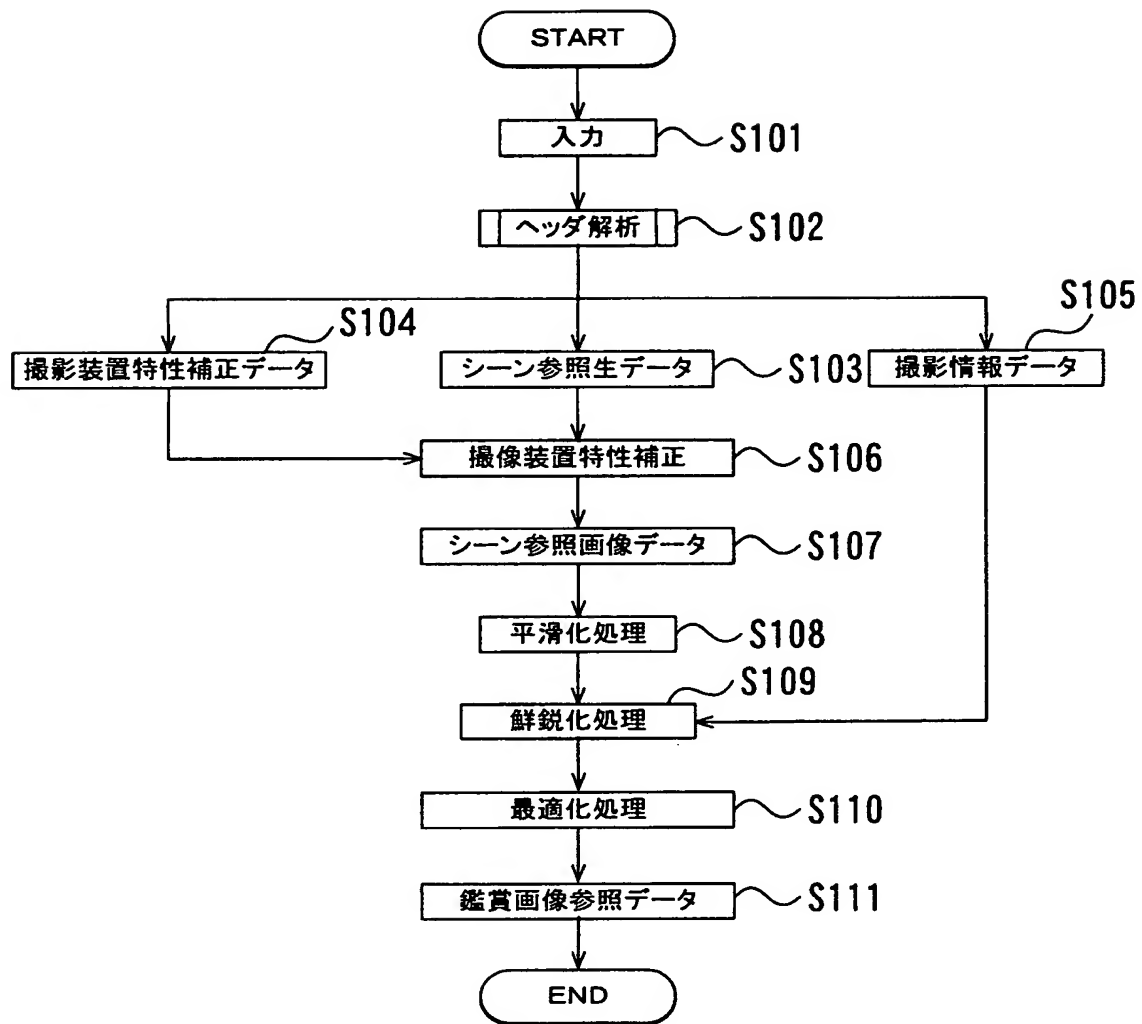 START
入力
S101
ヘッダ解析
S102
S104
S105
撮影装置特性補正データ
シーン参照生データ
S103
撮影情報データ
撮像装置特性補正
S106
シーン参照画像データ
S107
平滑化処理
S108
S109
鮮鋭化処理
最適化処理
S110
鑑賞画像参照データ
S111
END